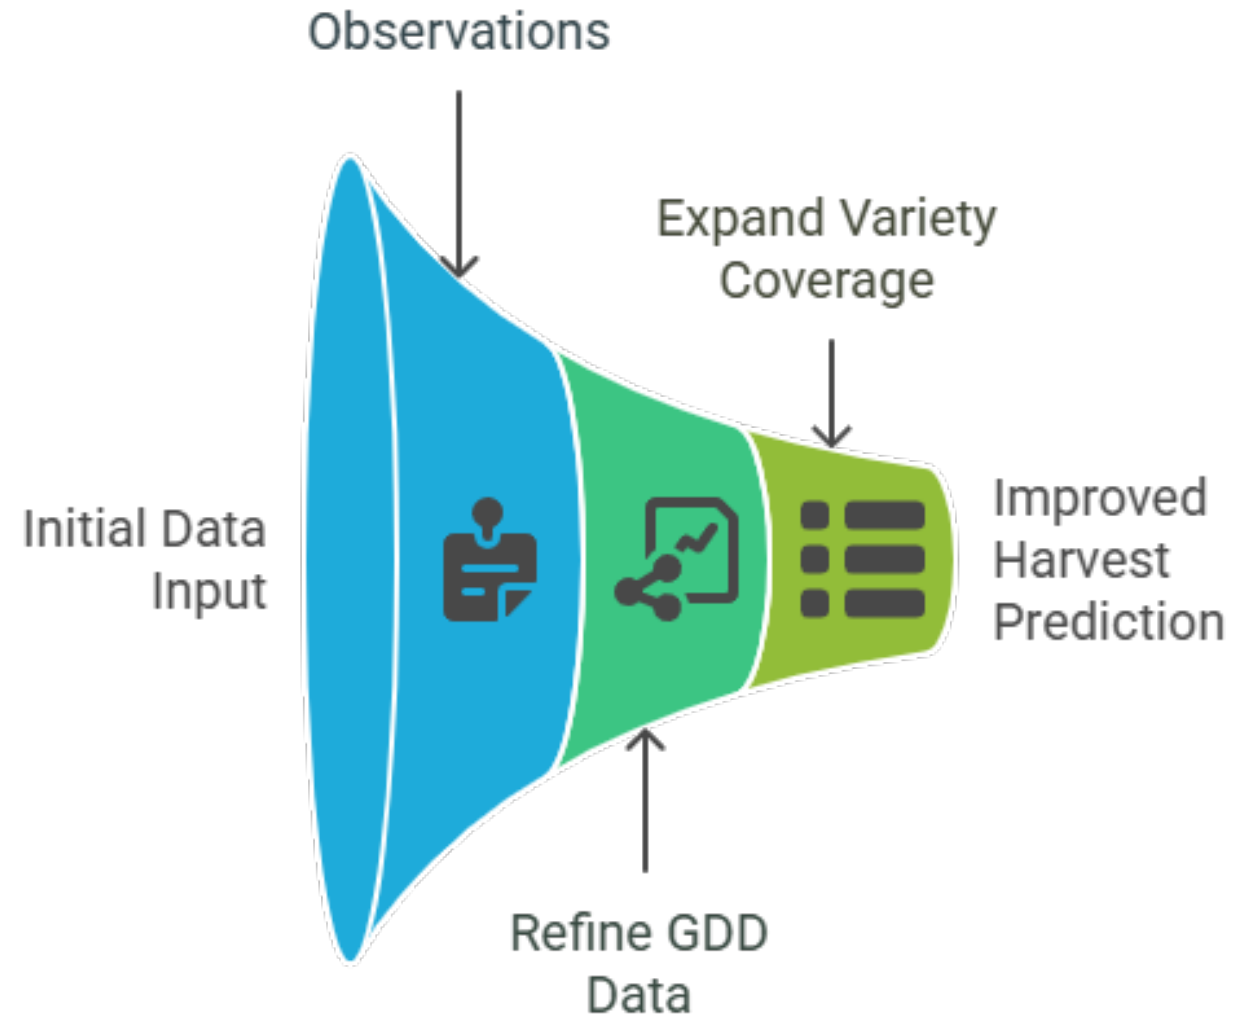 Observations
Expand Variety
Coverage
Initial Data
Input
Improved
Harvest
Prediction
Refine GDD
Data